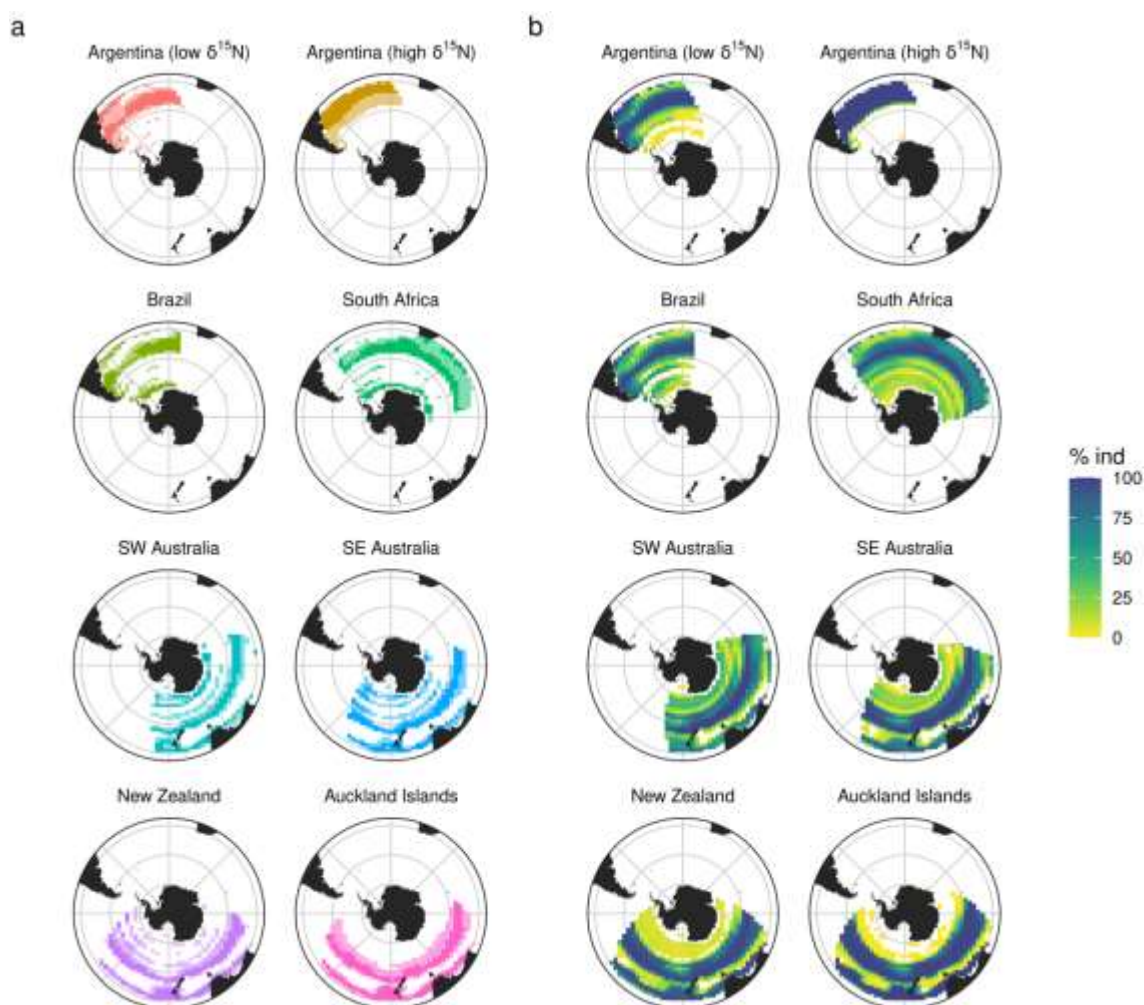 a
b
Argentina (low δ¹⁵N)
Argentina (high δ¹⁵N)
Argentina (low δ¹⁵N)
Argentina (high δ¹⁵N)
Brazil
South Africa
Brazil
South Africa
% ind
100
75
50
25
0
SW Australia
SE Australia
SW Australia
SE Australia
New Zealand
Auckland Islands
New Zealand
Auckland Islands